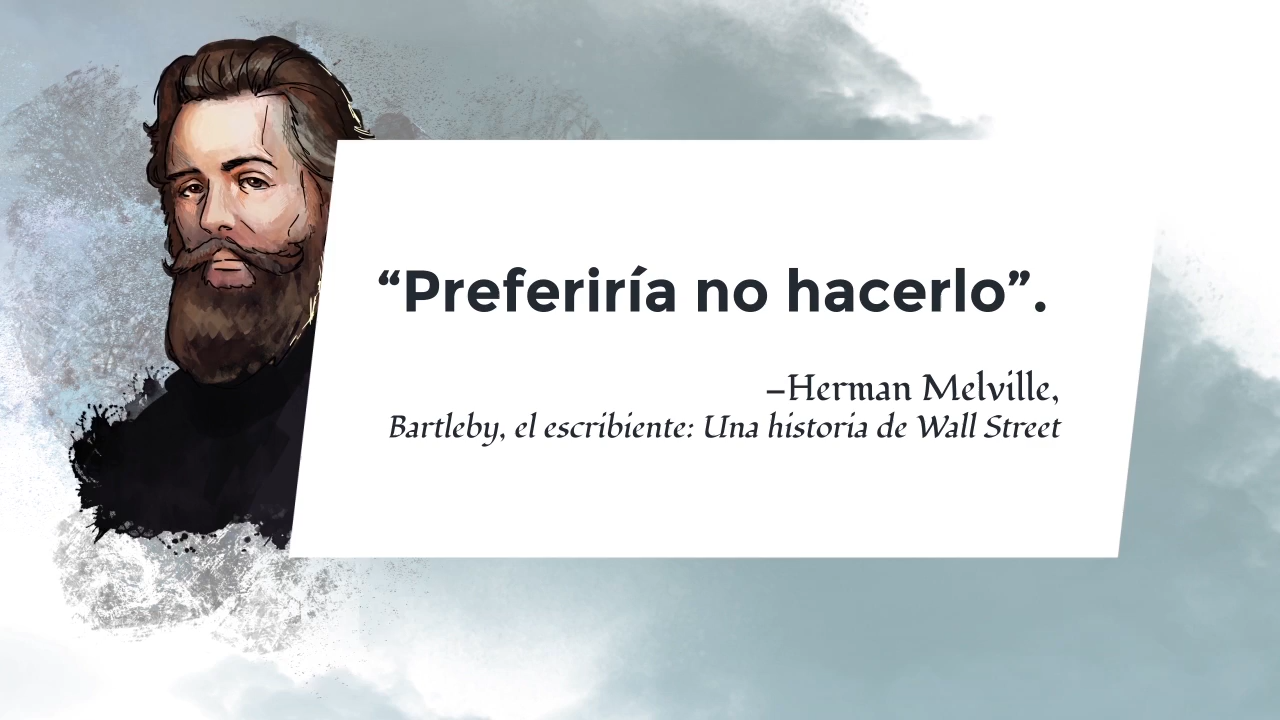 “Preferiría no hacerlo”.
–Herman Melville,
Bartleby, el escribiente: Una historia de Wall Street